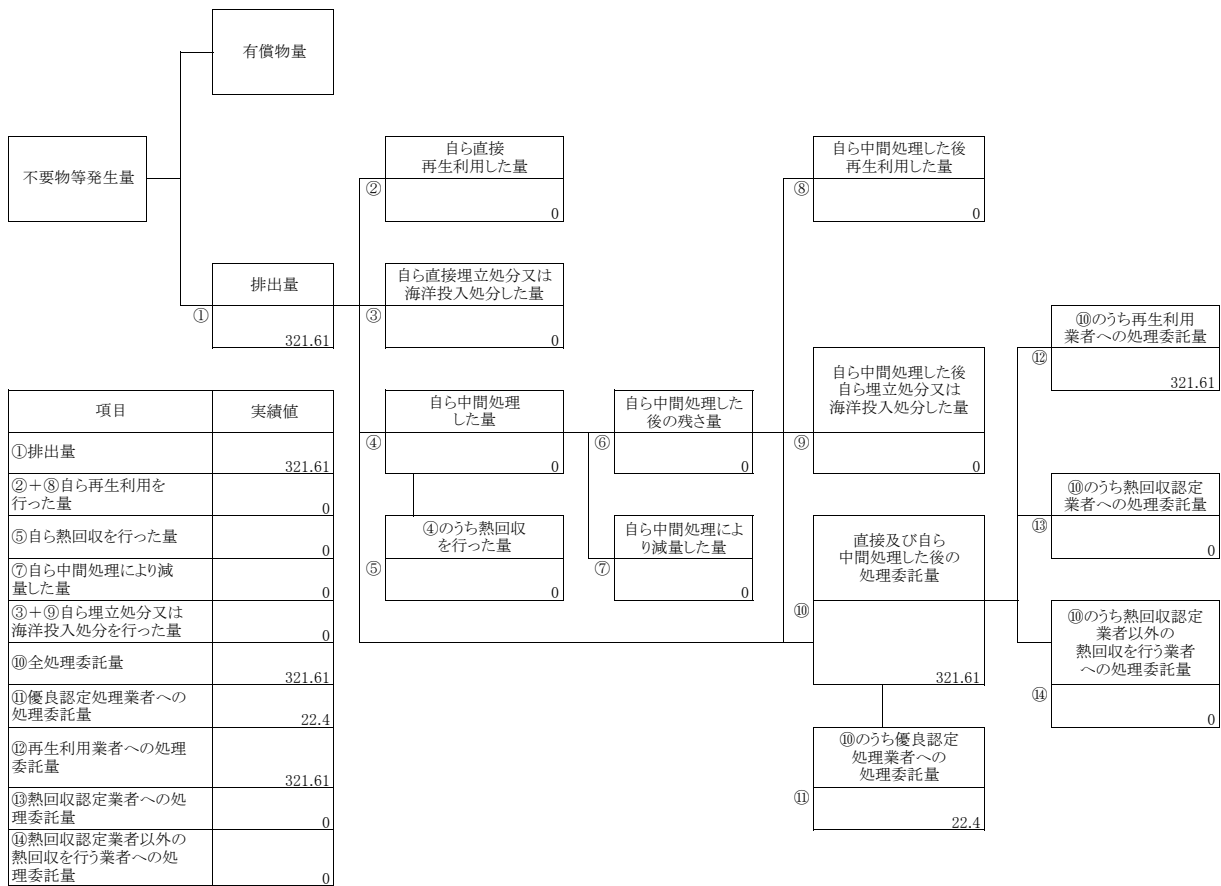 有償物量
不要物等発生量
排出量
①
321.61
自ら直接
再生利用した量
②
0
自ら直接埋立処分又は
海洋投入処分した量
③
0
自ら中間処理
した量
④
0
④のうち熱回収
を行った量
⑤
0
自ら中間処理した
後の残さ量
⑥
0
自ら中間処理によ
り減量した量
⑦
0
自ら中間処理した後
再生利用した量
⑧
0
自ら中間処理した後
自ら埋立処分又は
海洋投入処分した量
⑨
0
直接及び自ら
中間処理した後の
処理委託量
⑩
321.61
⑩のうち優良認定
処理業者への
処理委託量
⑪
22.4
⑩のうち再生利用
業者への処理委託量
⑫
321.61
⑩のうち熱回収認定
業者への処理委託量
⑬
0
⑩のうち熱回収認定
業者以外の
熱回収を行う業者
への処理委託量
⑭
0
項目 実績値
①排出量
321.61
②+⑧自ら再生利用を
行った量
0
⑤自ら熱回収を行った量
0
⑦自ら中間処理により減
量した量
0
③+⑨自ら埋立処分又は
海洋投入処分を行った量
0
⑩全処理委託量
321.61
⑪優良認定処理業者への
処理委託量
22.4
⑫再生利用業者への処理
委託量
321.61
⑬熱回収認定業者への処
理委託量
0
⑭熱回収認定業者以外の
熱回収を行う業者への処
理委託量
0